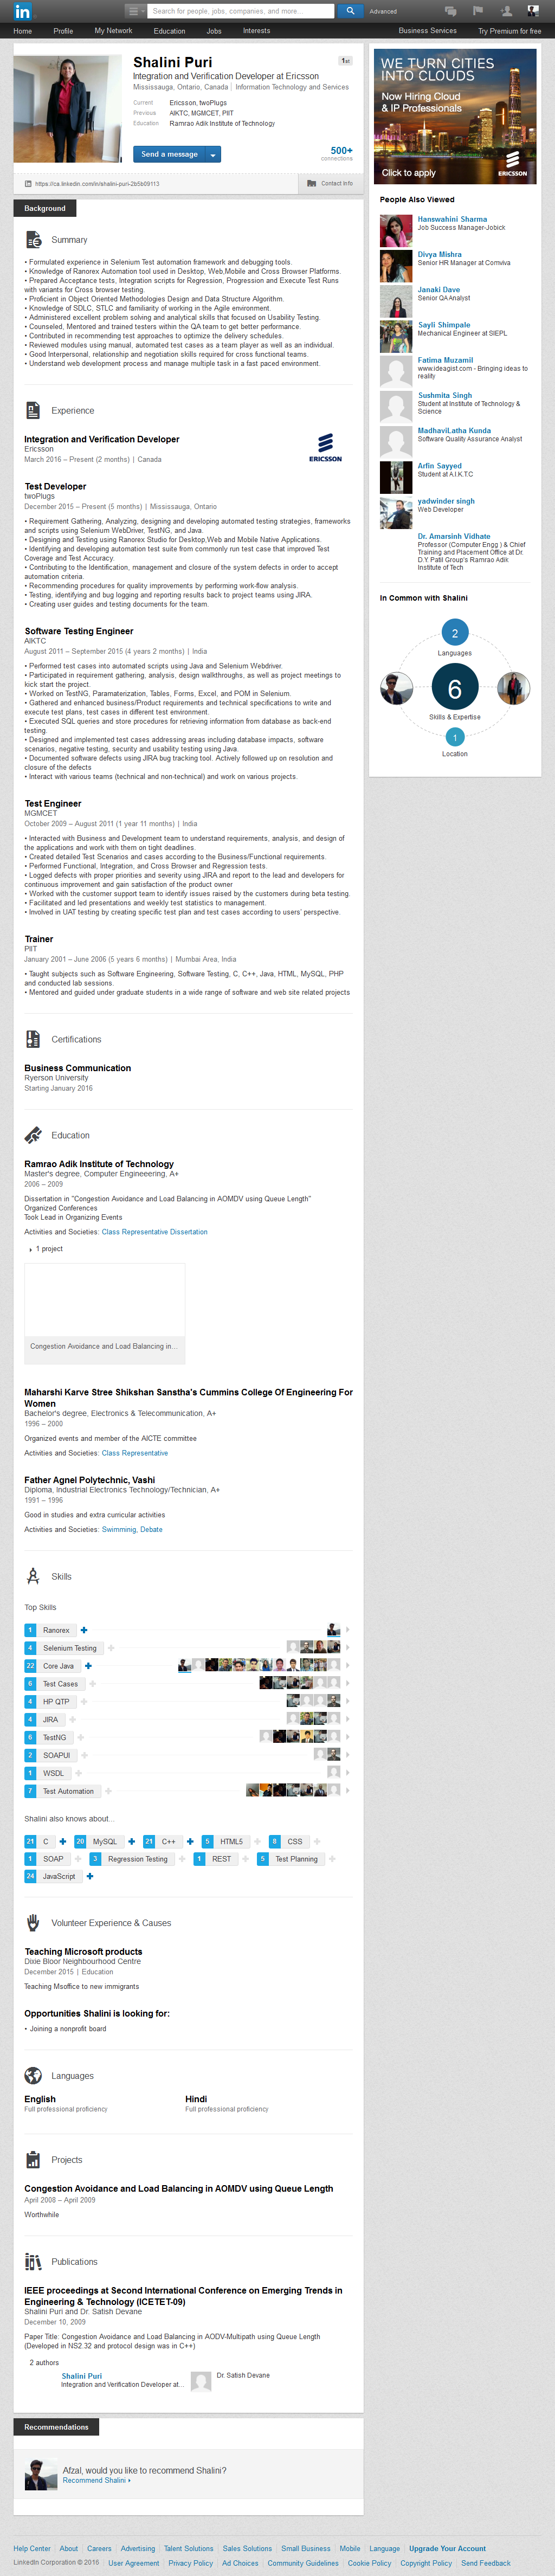 in
Search for people, jobs, companies, and more...
Advanced
Home Profile My Network Education Jobs Interests Business Services Try Premium for free
Shalini Puri
1st
Integration and Verification Developer at Ericsson
Mississauga, Ontario, Canada | Information Technology and Services
Current Ericsson, twoPlugs
Previous AIKTC, MGMCET, PIIT
Education Ramrao Adik Institute of Technology
Send a message
500+
connections
https://ca.linkedin.com/in/shalini-puri-2b5b09113
Contact Info
Background
Summary
• Formulated experience in Selenium Test automation framework and debugging tools.
• Knowledge of Ranorex Automation tool used in Desktop, Web,Mobile and Cross Browser Platforms.
• Prepared Acceptance tests, Integration scripts for Regression, Progression and Execute Test Runs
with variants for Cross browser testing.
• Proficient in Object Oriented Methodologies Design and Data Structure Algorithm.
• Knowledge of SDLC, STLC and familiarity of working in the Agile environment.
• Administered excellent problem solving and analytical skills that focused on Usability Testing.
• Counseled, Mentored and trained testers within the QA team to get better performance.
• Contributed in recommending test approaches to optimize the delivery schedules.
• Reviewed modules using manual, automated test cases as a team player as well as an individual.
• Good Interpersonal, relationship and negotiation skills required for cross functional teams.
• Understand web development process and manage multiple task in a fast paced environment.
Experience
Integration and Verification Developer
Ericsson
March 2016 – Present (2 months) | Canada
ERICSSON
Test Developer
twoPlugs
December 2015 – Present (5 months) | Mississauga, Ontario
• Requirement Gathering, Analyzing, designing and developing automated testing strategies, frameworks
and scripts using Selenium WebDriver, TestNG, and Java.
• Designing and Testing using Ranorex Studio for Desktop,Web and Mobile Native Applications.
• Identifying and developing automation test suite from commonly run test case that improved Test
Coverage and Test Accuracy.
• Contributing to the Identification, management and closure of the system defects in order to accept
automation criteria.
• Recommending procedures for quality improvements by performing work-flow analysis.
• Testing, identifying and bug logging and reporting results back to project teams using JIRA.
• Creating user guides and testing documents for the team.
Software Testing Engineer
AIKTC
August 2011 – September 2015 (4 years 2 months) | India
• Performed test cases into automated scripts using Java and Selenium Webdriver.
• Participated in requirement gathering, analysis, design walkthroughs, as well as project meetings to
kick start the project.
• Worked on TestNG, Paramaterization, Tables, Forms, Excel, and POM in Selenium.
• Gathered and enhanced business/Product requirements and technical specifications to write and
execute test plans, test cases in different test environment.
• Executed SQL queries and store procedures for retrieving information from database as back-end
testing.
• Designed and implemented test cases addressing areas including database impacts, software
scenarios, negative testing, security and usability testing using Java.
• Documented software defects using JIRA bug tracking tool. Actively followed up on resolution and
closure of the defects
• Interact with various teams (technical and non-technical) and work on various projects.
Test Engineer
MGMCET
October 2009 – August 2011 (1 year 11 months) | India
• Interacted with Business and Development team to understand requirements, analysis, and design of
the applications and work with them on tight deadlines.
• Created detailed Test Scenarios and cases according to the Business/Functional requirements.
• Performed Functional, Integration, and Cross Browser and Regression tests.
• Logged defects with proper priorities and severity using JIRA and report to the lead and developers for
continuous improvement and gain satisfaction of the product owner
• Worked with the customer support team to identify issues raised by the customers during beta testing,
• Facilitated and led presentations and weekly test statistics to management.
• Involved in UAT testing by creating specific test plan and test cases according to users' perspective.
Trainer
PIIT
January 2001 – June 2006 (5 years 6 months) | Mumbai Area, India
• Taught subjects such as Software Engineering, Software Testing, C, C++, Java, HTML, MySQL, PHP
and conducted lab sessions.
• Mentored and guided under graduate students in a wide range of software and web site related projects
Certifications
Business Communication
Ryerson University
Starting January 2016
Education
Ramrao Adik Institute of Technology
Master's degree, Computer Engineeering, A+
2006 – 2009
Dissertation in "Congestion Avoidance and Load Balancing in AOMDV using Queue Length"
Organized Conferences
Took Lead in Organizing Events
Activities and Societies: Class Representative Dissertation
1 project
Congestion Avoidance and Load Balancing in...
Maharshi Karve Stree Shikshan Sanstha's Cummins College Of Engineering For
Women
Bachelor's degree, Electronics & Telecommunication, A+
1996 – 2000
Organized events and member of the AICTE committee
Activities and Societies: Class Representative
Father Agnel Polytechnic, Vashi
Diploma, Industrial Electronics Technology/Technician, A+
1991 – 1996
Good in studies and extra curricular activities
Activities and Societies: Swimminig, Debate
Skills
Top Skills
1 Ranorex
4 Selenium Testing
22 Core Java
6 Test Cases
4 HP QTP
4 JIRA
6 TestNG
2 SOAPUI
1 WSDL
7 Test Automation
Shalini also knows about...
21 C 20 MySQL 21 C++ 5 HTML5 8 CSS
1 SOAP 3 Regression Testing 1 REST 5 Test Planning
24 JavaScript
Volunteer Experience & Causes
Teaching Microsoft products
Dixie Bloor Neighbourhood Centre
December 2015 | Education
Teaching Msoffice to new immigrants
Opportunities Shalini is looking for:
• Joining a nonprofit board
Languages
English Hindi
Full professional proficiency Full professional proficiency
Projects
Congestion Avoidance and Load Balancing in AOMDV using Queue Length
April 2008 – April 2009
Worthwhile
Publications
IEEE proceedings at Second International Conference on Emerging Trends in
Engineering & Technology (ICETET-09)
Shalini Puri and Dr. Satish Devane
December 10, 2009
Paper Title: Congestion Avoidance and Load Balancing in AODV-Multipath using Queue Length
(Developed in NS2.32 and protocol design was in C++)
2 authors
Shalini Puri
Integration and Verification Developer at...
Dr. Satish Devane
Recommendations
Afzal, would you like to recommend Shalini?
Recommend Shalini
WE TURN CITIES
INTO CLOUDS
Now Hiring Cloud
& IP Professionals
Click to apply
ERICSSON
People Also Viewed
Hanswahini Sharma
Job Success Manager-Jobick
Divya Mishra
Senior HR Manager at Comviva
Janaki Dave
Senior QA Analyst
Sayli Shimpale
Mechanical Engineer at SIEPL
Fatima Muzamil
www.ideagist.com - Bringing ideas to
reality
Sushmita Singh
Student at Institute of Technology &
Science
MadhaviLatha Kunda
Software Quality Assurance Analyst
Arfin Sayyed
Student at A.I.K.T.C
yadwinder singh
Web Developer
Dr. Amarsinh Vidhate
Professor (Computer Engg ) & Chief
Training and Placement Office at Dr.
D.Y. Patil Group's Ramrao Adik
Institute of Tech
In Common with Shalini
2
Languages
6
Skills & Expertise
1
Location
Help Center About Careers Advertising Talent Solutions Sales Solutions Small Business Mobile Language Upgrade Your Account
LinkedIn Corporation © 2016 User Agreement Privacy Policy Ad Choices Community Guidelines Cookie Policy Copyright Policy Send Feedback